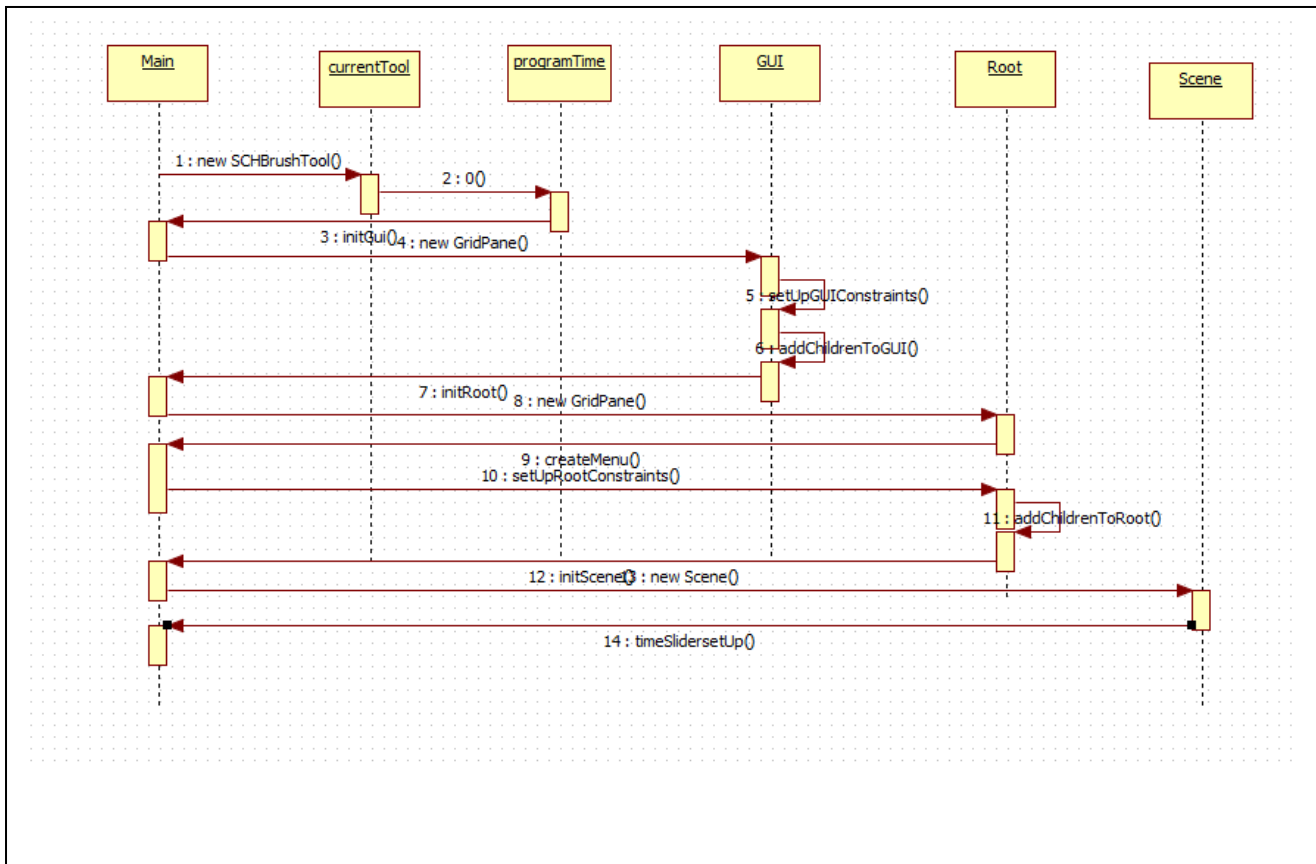 Main
currentTool
programTime
GUI
Root
Scene
1 : new SCHBrushTool()
2 : 0()
3 : initGui()
4 : new GridPane()
5 : setUpGUIConstraints()
6 : addChildrenToGUI()
7 : initRoot()
8 : new GridPane()
9 : createMenu()
10 : setUpRootConstraints()
11 : addChildrenToRoot()
12 : initScene()
13 : new Scene()
14 : timeSlidersetUp()